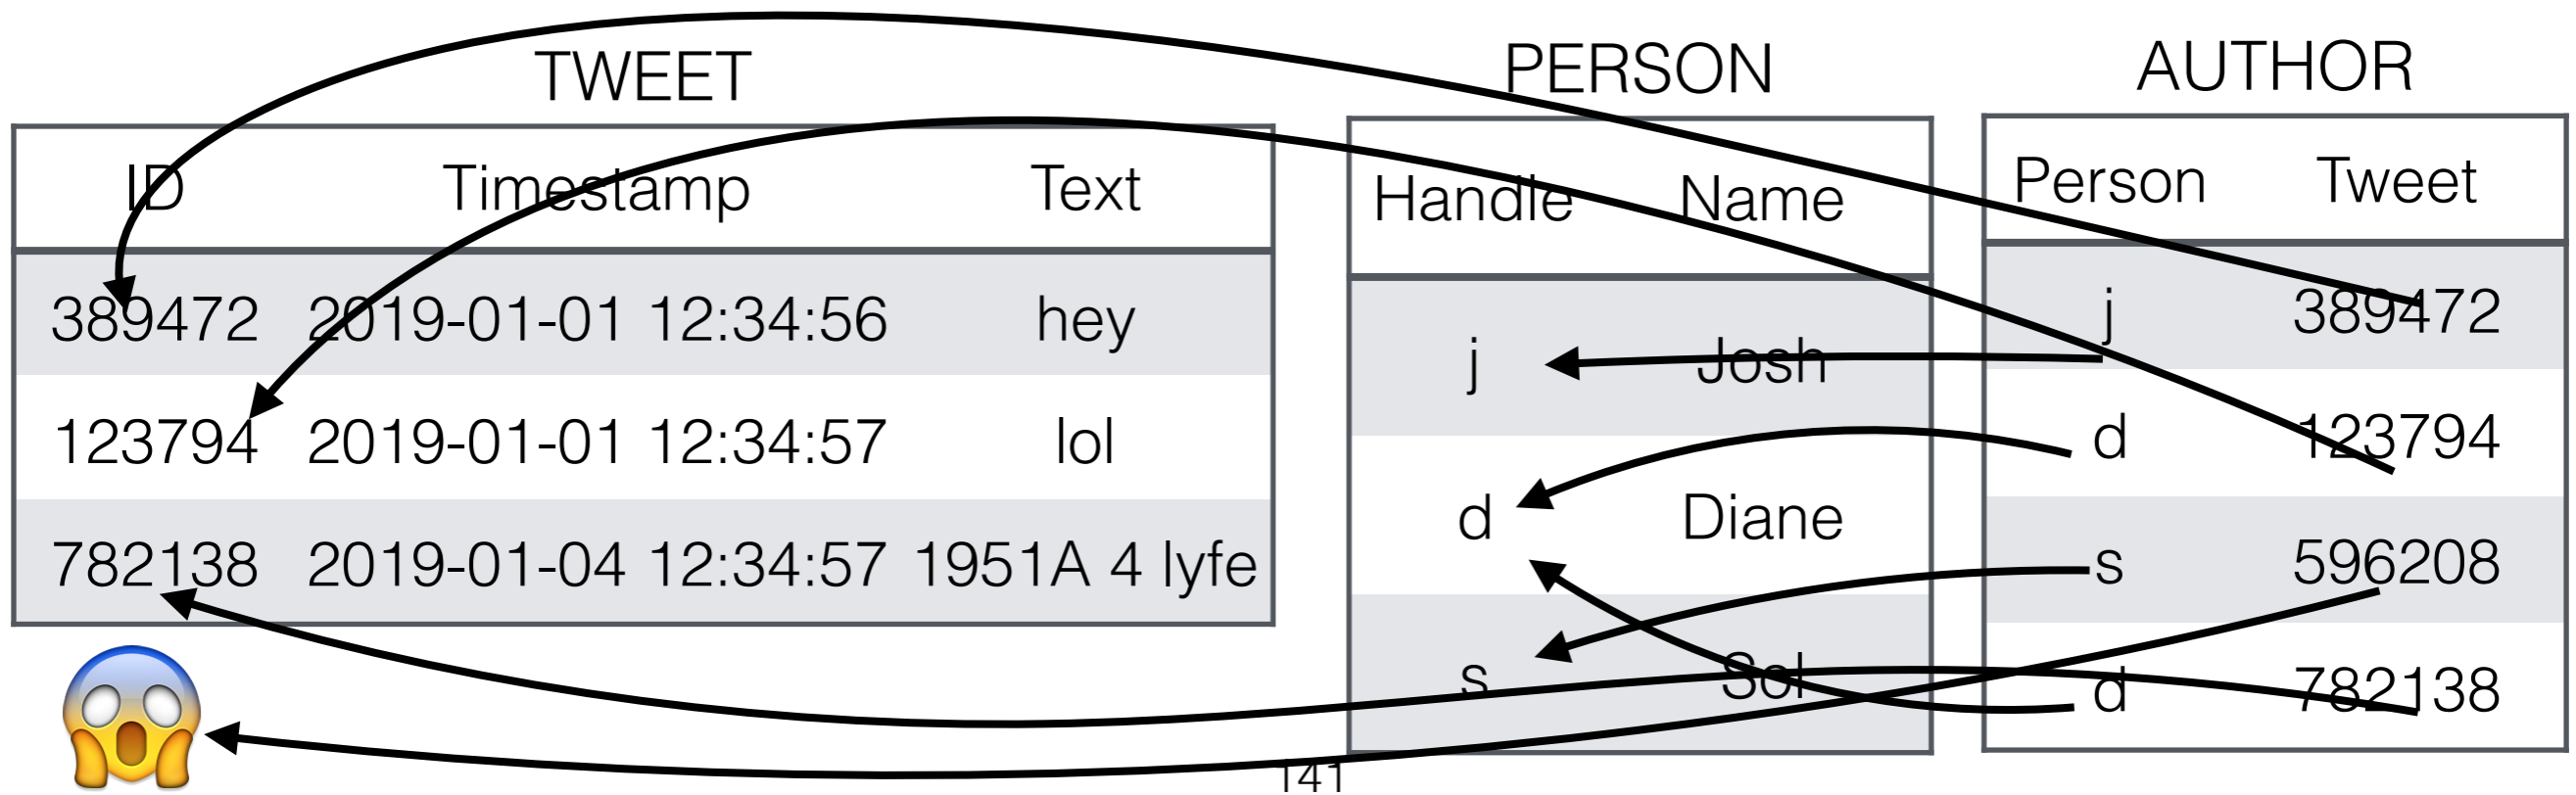 TWEET
ID Timestamp Text
389472 2019-01-01 12:34:56 hey
123794 2019-01-01 12:34:57 lol
782138 2019-01-04 12:34:57 1951A 4 lyfe
PERSON
Handle Name
j Josh
d Diane
s Sol
AUTHOR
Person Tweet
j 389472
d 123794
s 596208
d 782138
141